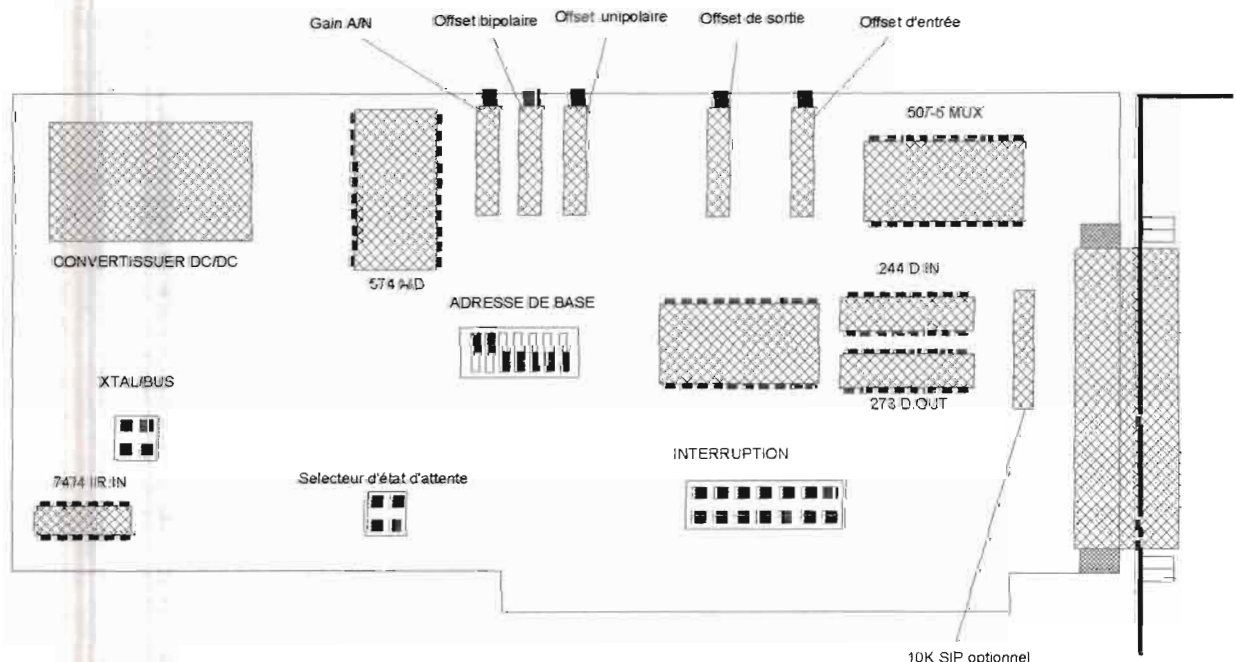 Gain A/N
Offset bipolaire
Offset unipolaire
Offset de sortie
Offset d'entrée
507-5 MUX
CONVERTISSUER DC/DC
574 A/D
244 D.IN
ADRESSE DE BASE
XTAL/BUS
273 D.OUT
INTERRUPTION
7474 IR.IN
Selecteur d'état d'attente
10K SIP optionnel